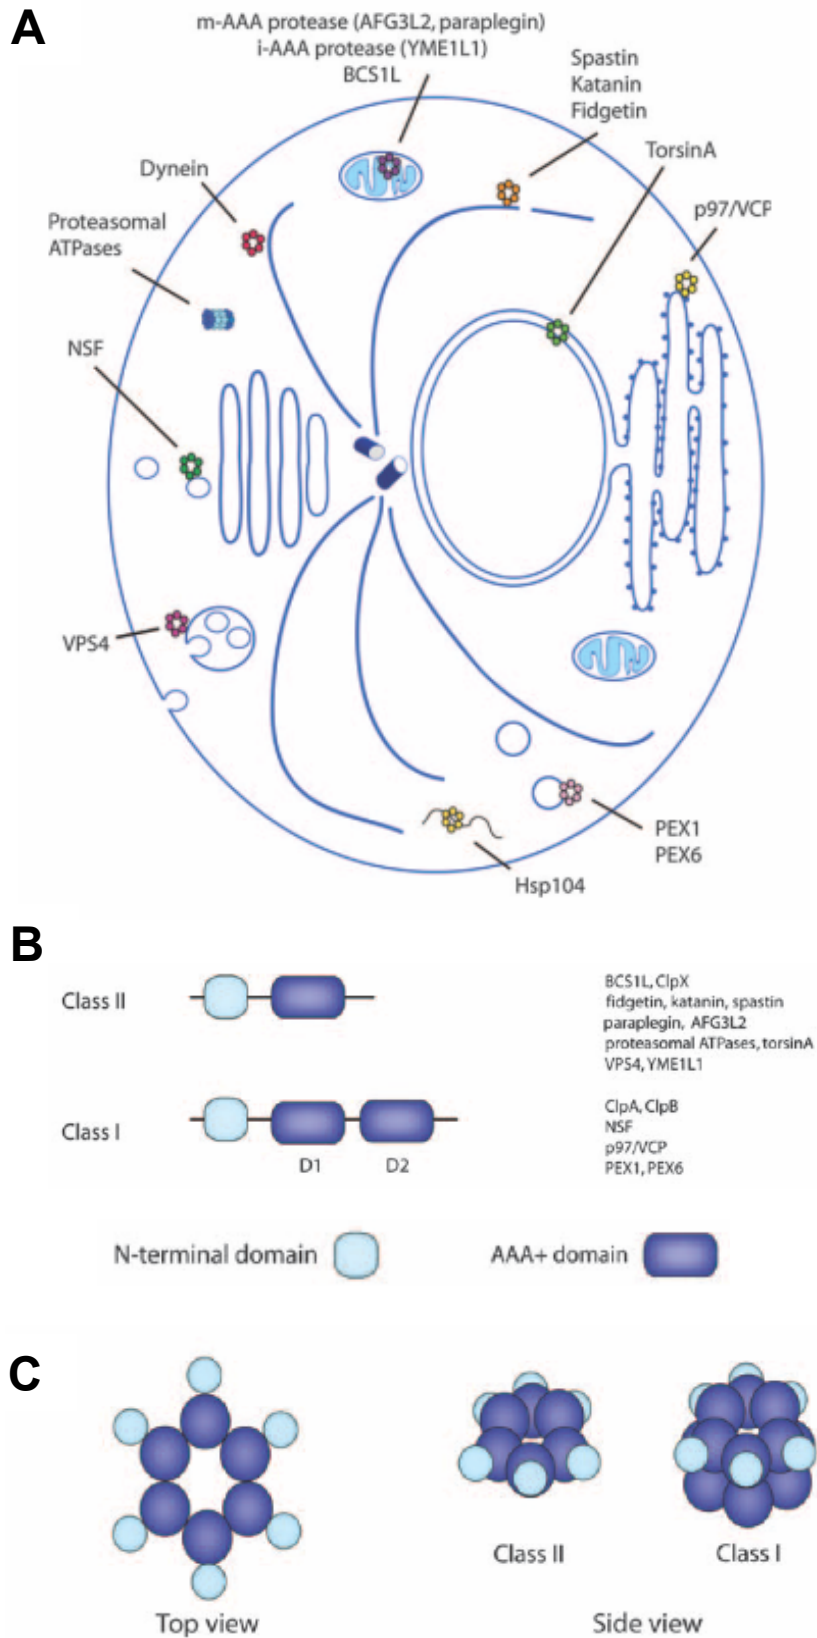 A
m-AAA protease (AFG3L2, paraplegin)
i-AAA protease (YME1L1)
BCS1L
Spastin
Katanin
Fidgetin
TorsinA
Dynein
p97/VCP
Proteasomal
ATPases
NSF
VPS4
PEX1
PEX6
Hsp104
B
Class II
BCS1L, ClpX
fidgetin, katanin, spastin
paraplegin, AFG3L2
proteasomal ATPases, torsinA
VPS4, YME1L1
Class I
D1 D2
ClpA, ClpB
NSF
p97/VCP
PEX1, PEX6
N-terminal domain AAA+ domain
C
Class II Class I
Top view Side view